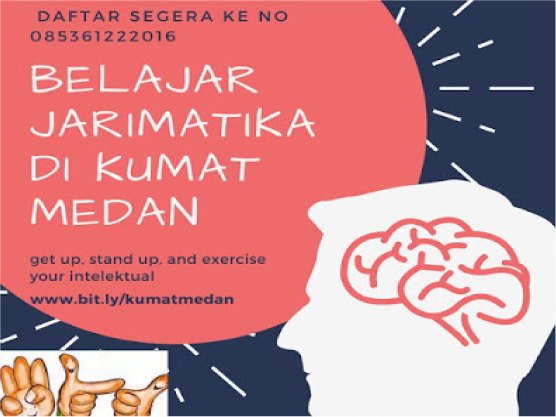 DAFTAR SEGERA KE NO
085361222016
BELAJAR
JARIMATIKA
DI KUMAT
MEDAN
get up, stand up, and exercise
your intelektual
www.bit.ly/kumatmedan